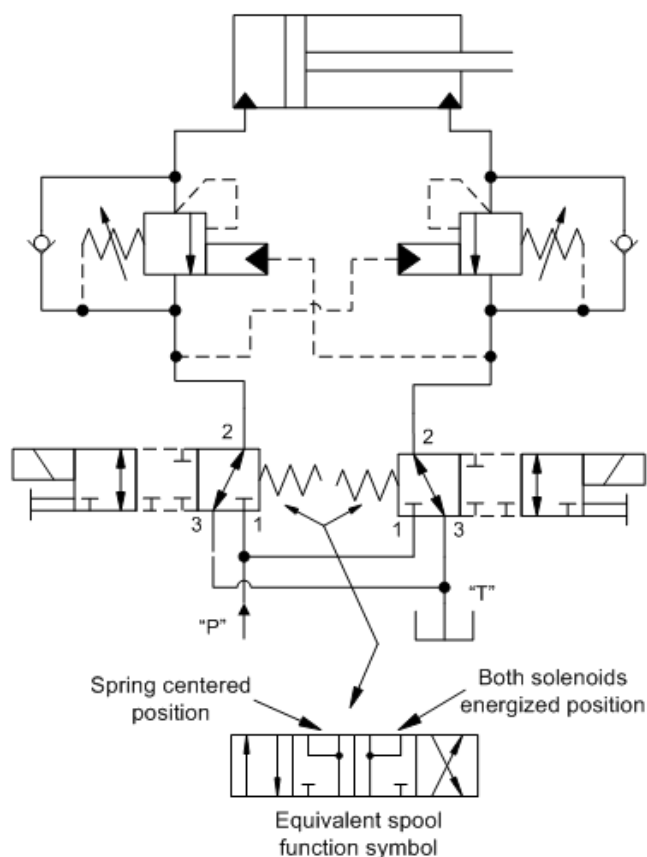 2
2
3
1
1
3
“P”
“T”
Spring centered
position
Both solenoids
energized position
Equivalent spool
function symbol